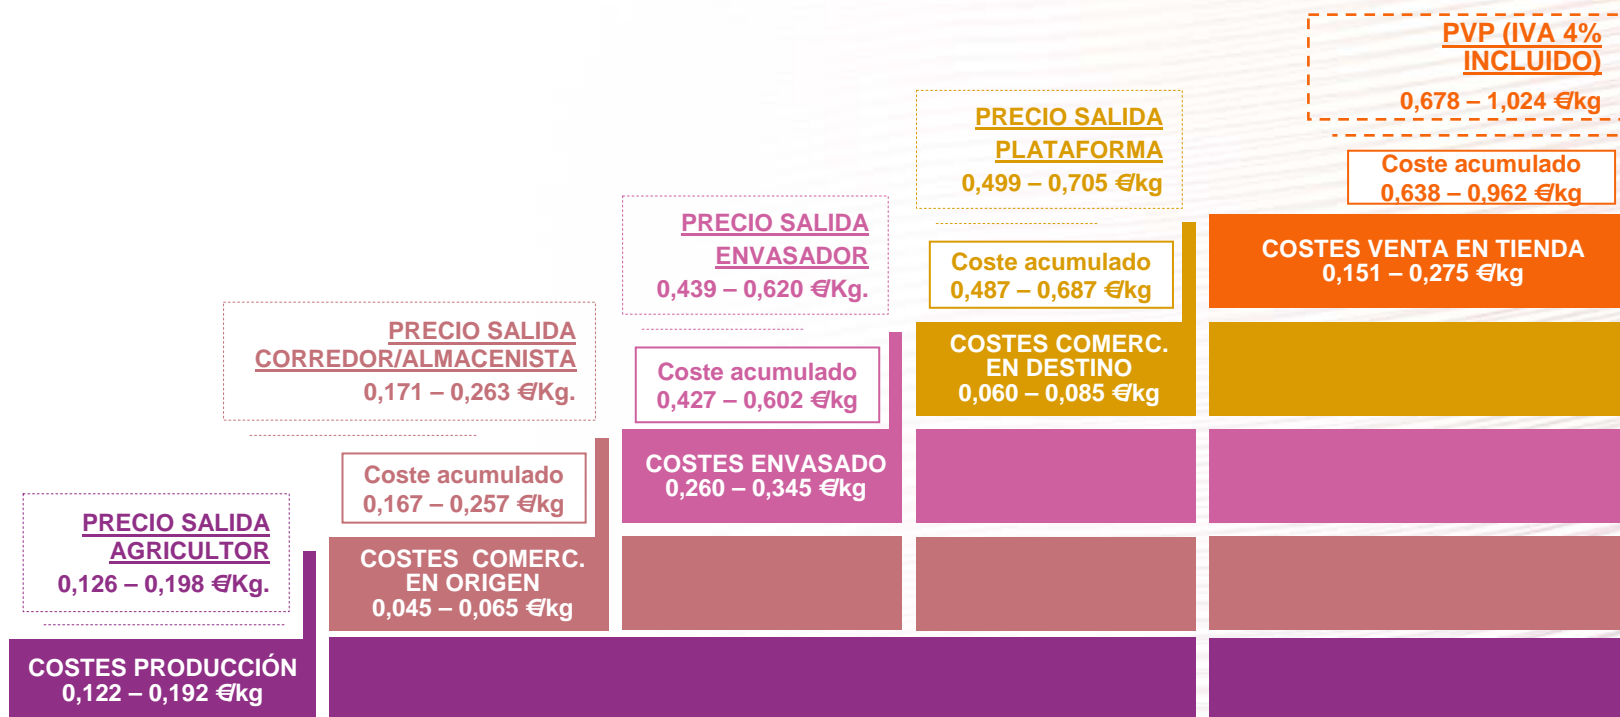 PRECIO SALIDA
AGRICULTOR
0,126 – 0,198 €/Kg.
COSTES PRODUCCIÓN
0,122 – 0,192 €/kg
PRECIO SALIDA
CORREDOR/ALMACENISTA
0,171 – 0,263 €/Kg.
Coste acumulado
0,167 – 0,257 €/kg
COSTES COMERC.
EN ORIGEN
0,045 – 0,065 €/kg
PRECIO SALIDA
ENVASADOR
0,439 – 0,620 €/Kg.
Coste acumulado
0,427 – 0,602 €/kg
COSTES ENVASADO
0,260 – 0,345 €/kg
PRECIO SALIDA
PLATAFORMA
0,499 – 0,705 €/kg
Coste acumulado
0,487 – 0,687 €/kg
COSTES COMERC.
EN DESTINO
0,060 – 0,085 €/kg
PVP (IVA 4%
INCLUIDO)
0,678 – 1,024 €/kg
Coste acumulado
0,638 – 0,962 €/kg
COSTES VENTA EN TIENDA
0,151 – 0,275 €/kg